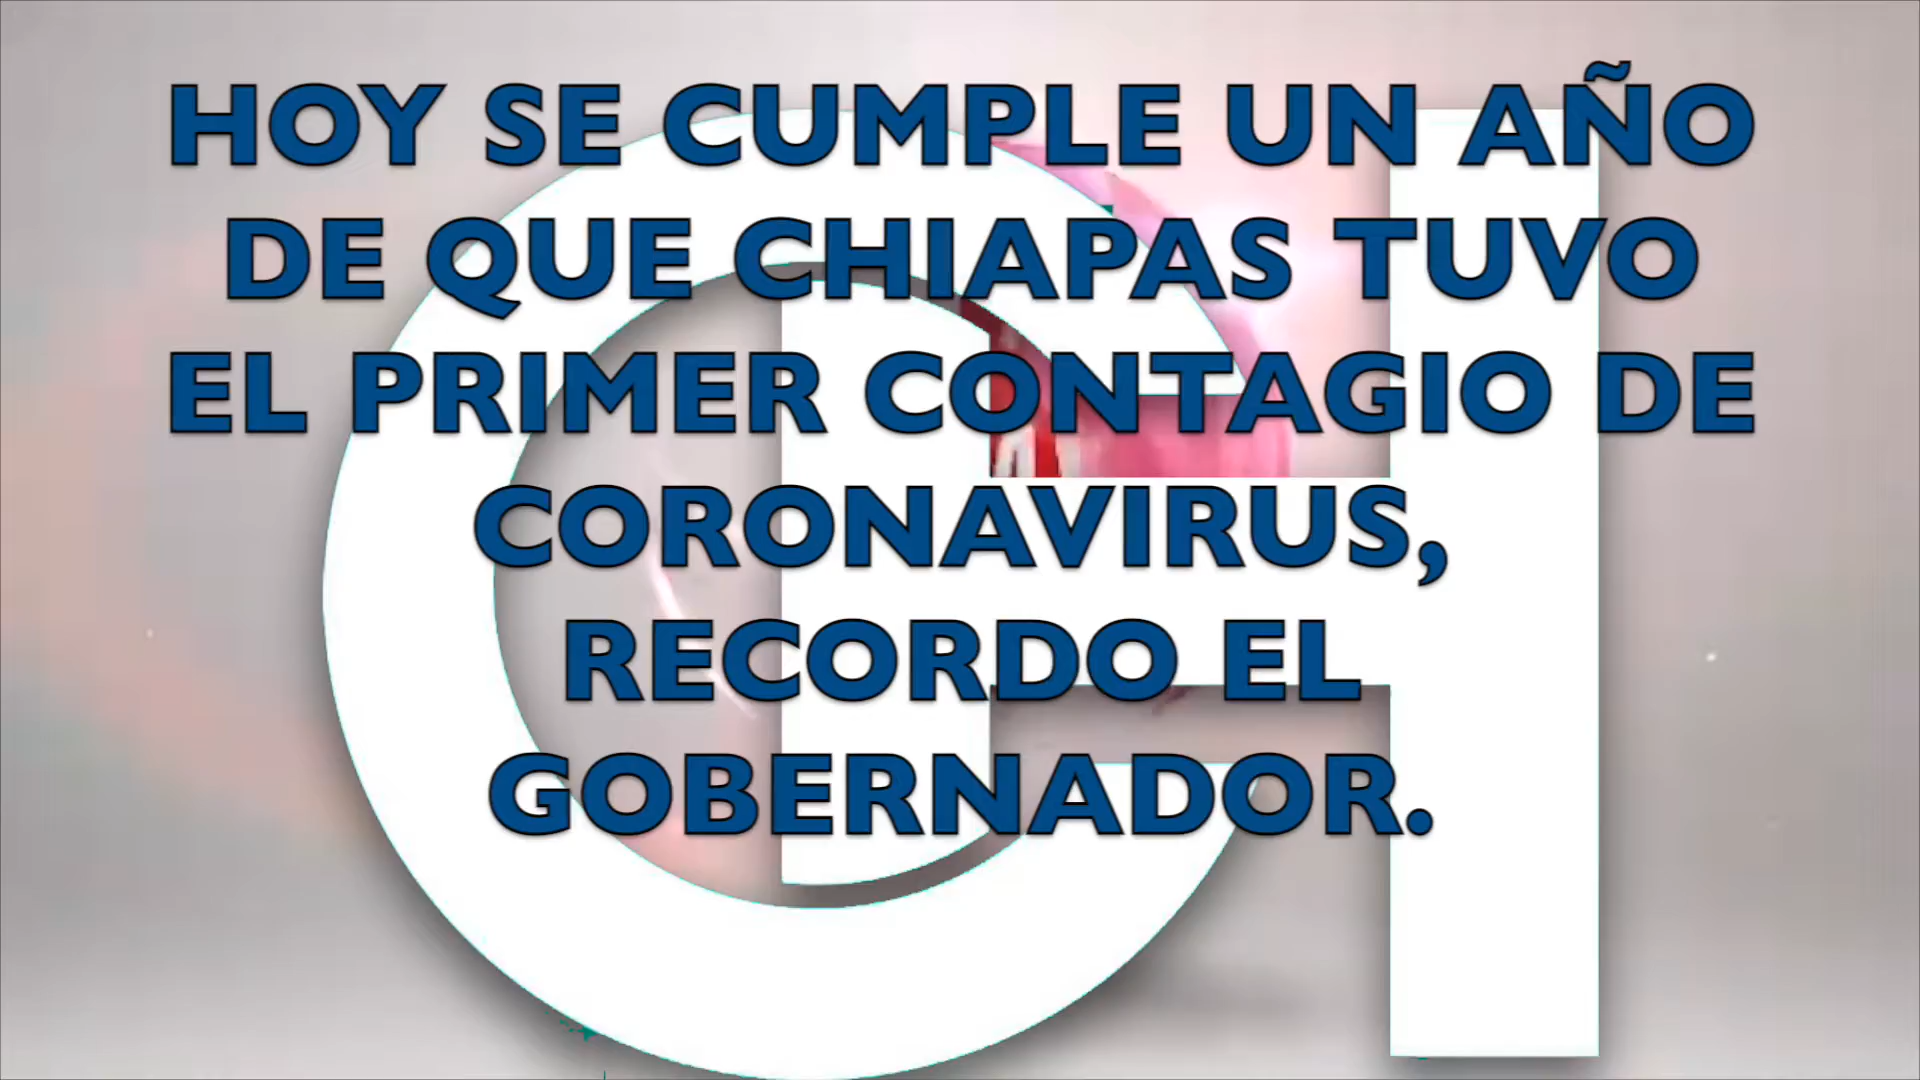 HOY SE CUMPLE UN AÑO
DE QUE CHIAPAS TUVO
EL PRIMER CONTAGIO DE
CORONAVIRUS,
RECORDO EL
GOBERNADOR.